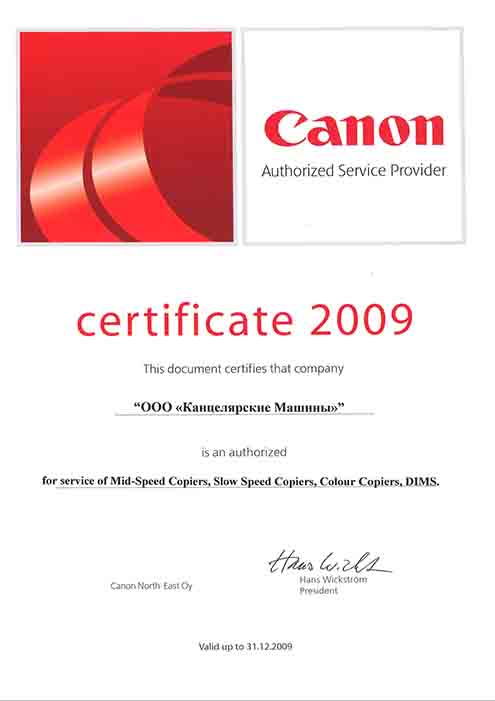 Canon
Authorized Service Provider
certificate 2009
This document certifies that company
“ООО «Канцелярские Машины»”
is an authorized
for service of Mid-Speed Copiers, Slow Speed Copiers, Colour Copiers, DIMS.
Hans Wickström
Canon North-East Oy
President
Valid up to 31.12.2009